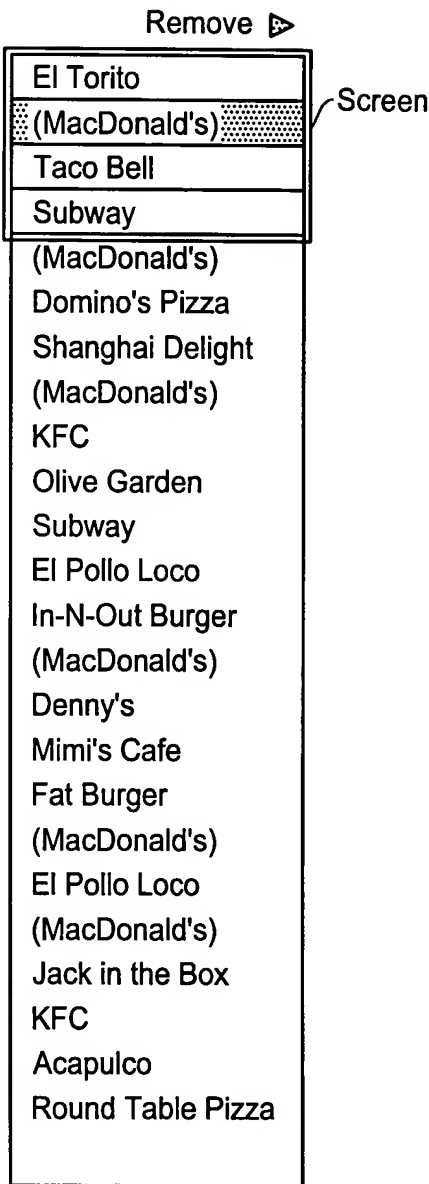 Remove
El Torito
Screen
(MacDonald's)
Taco Bell
Subway
(MacDonald's)
Domino's Pizza
Shanghai Delight
(MacDonald's)
KFC
Olive Garden
Subway
El Pollo Loco
In-N-Out Burger
(MacDonald's)
Denny's
Mimi's Cafe
Fat Burger
(MacDonald's)
El Pollo Loco
(MacDonald's)
Jack in the Box
KFC
Acapulco
Round Table Pizza